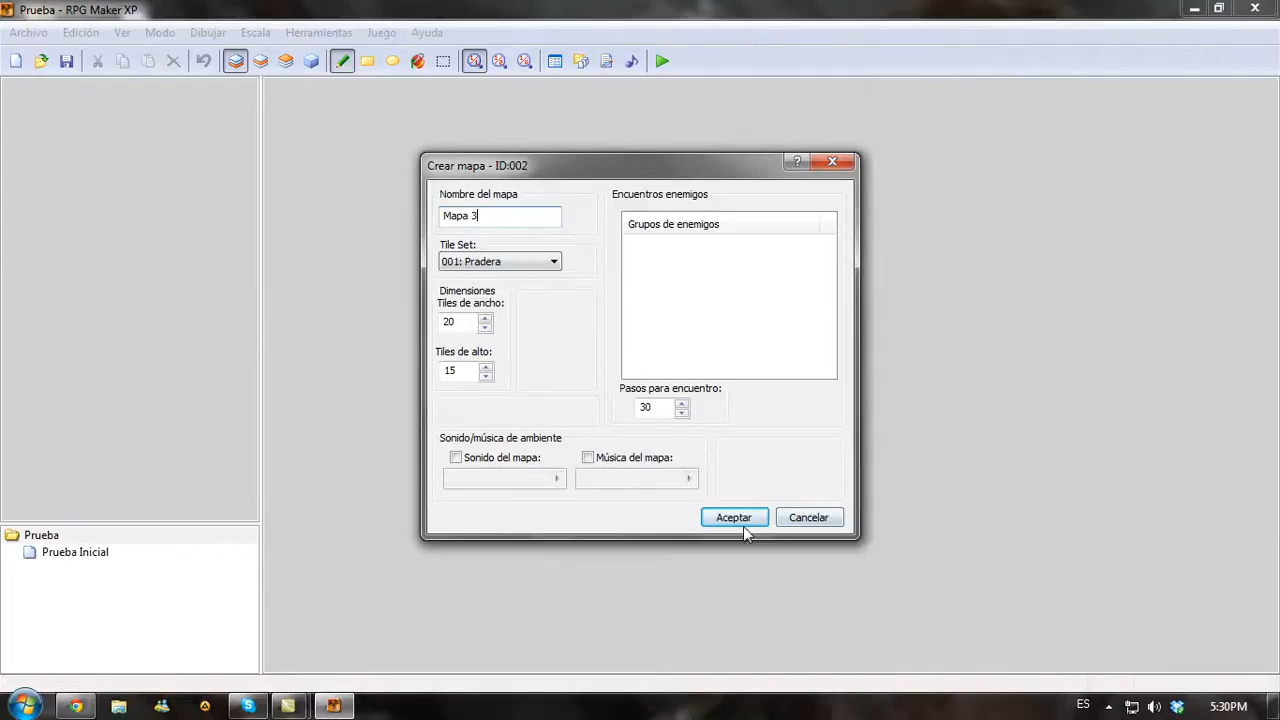 Prueba - RPG Maker XP
Archivo Edición Ver Modo Dibujar Escala Herramientas Juego Ayuda
Crear mapa - ID:002
Nombre del mapa
Mapa 3
Tile Set:
001: Pradera
Dimensiones
Tiles de ancho:
20
Tiles de alto:
15
Encuentros enemigos
Grupos de enemigos
Pasos para encuentro:
30
Sonido/música de ambiente
Sonido del mapa: Música del mapa:
Aceptar Cancelar
Prueba
Prueba Inicial
ES 5:30PM